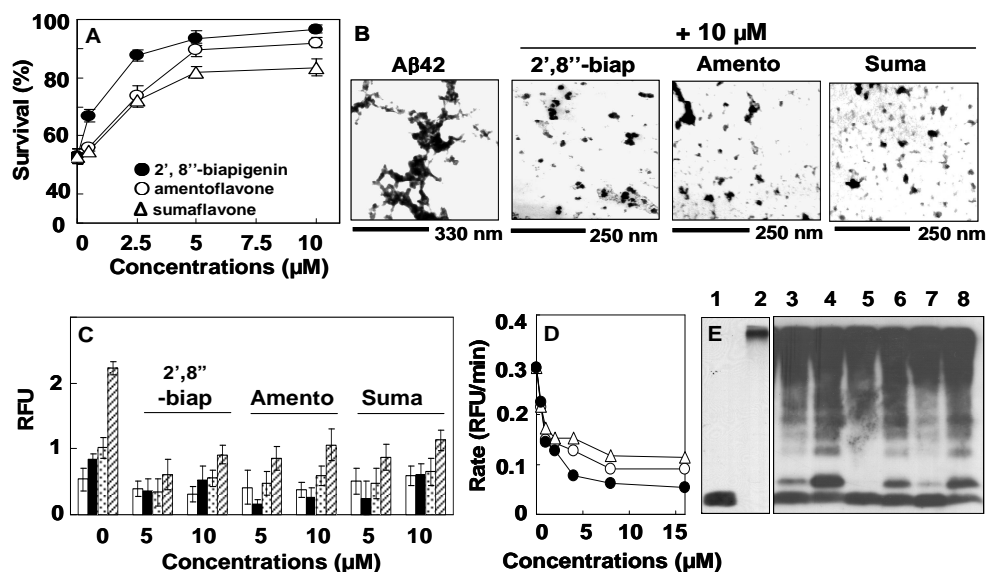 A
100
80
60
40
0
Survival (%)
2', 8''-biapigenin
amentoflavone
sumaflavone
0 2.5 5 7.5 10
Concentrations (µM)
B
+ 10 µM
Aβ42 2',8''-biap Amento Suma
330 nm 250 nm 250 nm 250 nm
C
2
1
0
RFU
2',8''
-biap Amento Suma
0 5 10 5 10 5 10
Concentrations (µM)
D
0.4
0.3
0.2
0.1
0
Rate (RFU/min)
0 5 10 15
Concentrations (µM)
E
1 2 3 4 5 6 7 8